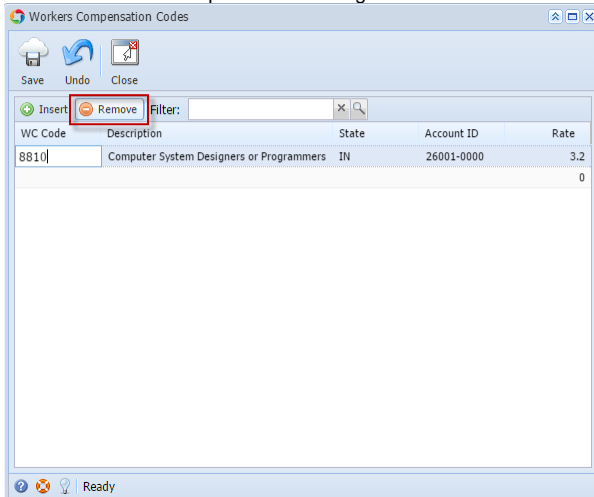 Workers Compensation Codes
Save Undo Close
Insert Remove Filter:
WC Code Description State Account ID Rate
8810 Computer System Designers or Programmers IN 26001-0000 3.2
0
Ready